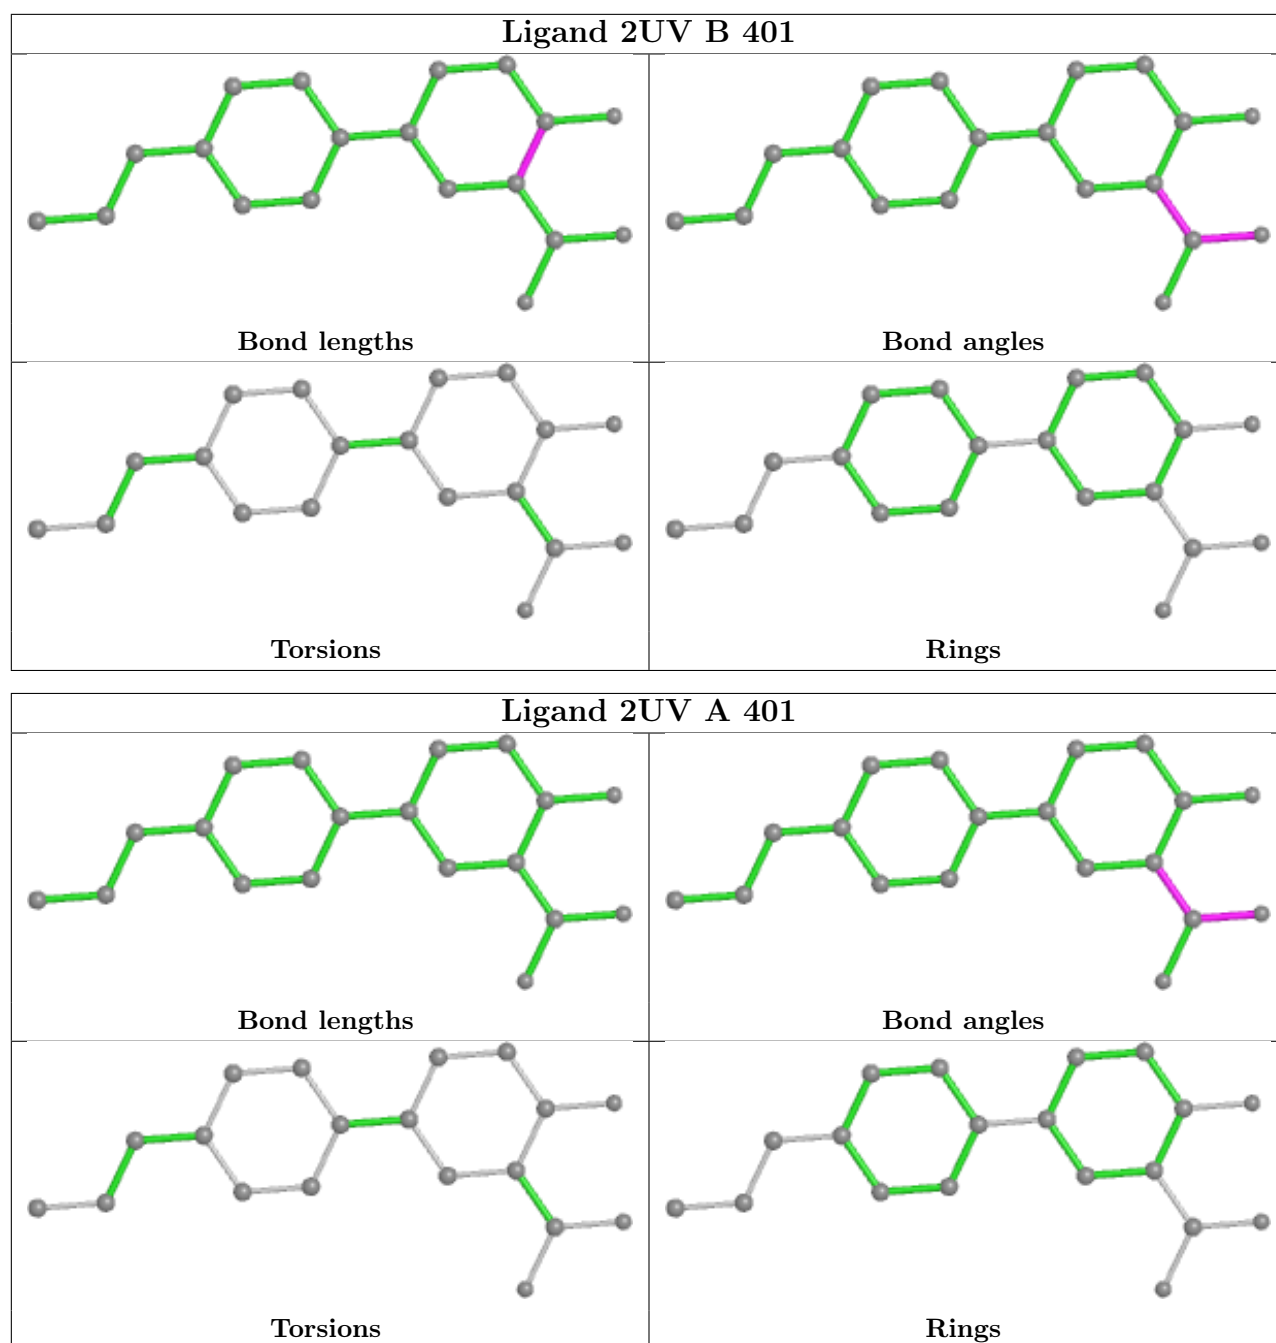 Ligand 2UV B 401
Bond lengths
Bond angles
Torsions
Rings
Ligand 2UV A 401
Bond lengths
Bond angles
Torsions
Rings